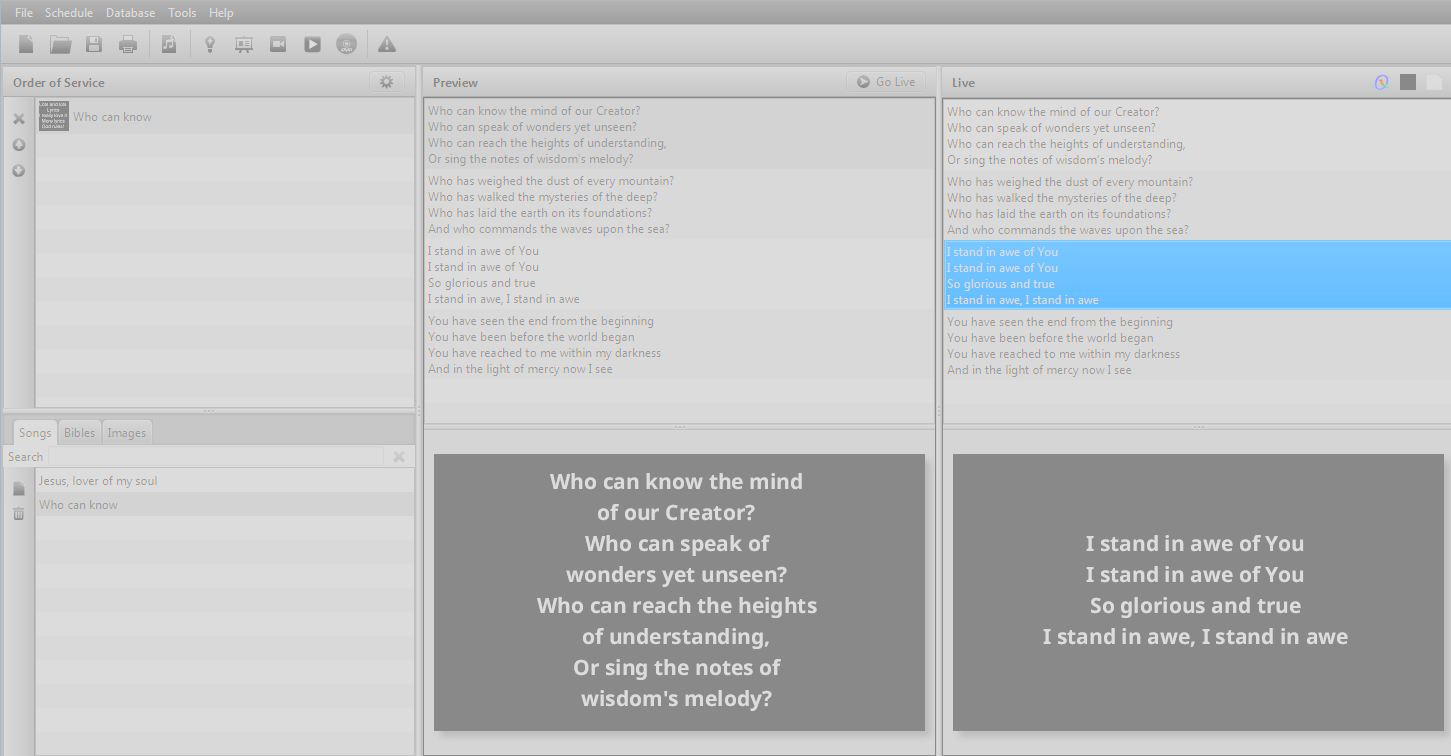 File Schedule Database Tools Help
Order of Service
Who can know
Songs Bibles Images
Search
Jesus, lover of my soul
Who can know
Preview
Go Live
Who can know the mind of our Creator?
Who can speak of wonders yet unseen?
Who can reach the heights of understanding,
Or sing the notes of wisdom's melody?
Who has weighed the dust of every mountain?
Who has walked the mysteries of the deep?
Who has laid the earth on its foundations?
And who commands the waves upon the sea?
I stand in awe of You
I stand in awe of You
So glorious and true
I stand in awe, I stand in awe
You have seen the end from the beginning
You have been before the world began
You have reached to me within my darkness
And in the light of mercy now I see
Who can know the mind
of our Creator?
Who can speak of
wonders yet unseen?
Who can reach the heights
of understanding,
Or sing the notes of
wisdom's melody?
Live
Who can know the mind of our Creator?
Who can speak of wonders yet unseen?
Who can reach the heights of understanding,
Or sing the notes of wisdom's melody?
Who has weighed the dust of every mountain?
Who has walked the mysteries of the deep?
Who has laid the earth on its foundations?
And who commands the waves upon the sea?
I stand in awe of You
I stand in awe of You
So glorious and true
I stand in awe, I stand in awe
You have seen the end from the beginning
You have been before the world began
You have reached to me within my darkness
And in the light of mercy now I see
I stand in awe of You
I stand in awe of You
So glorious and true
I stand in awe, I stand in awe